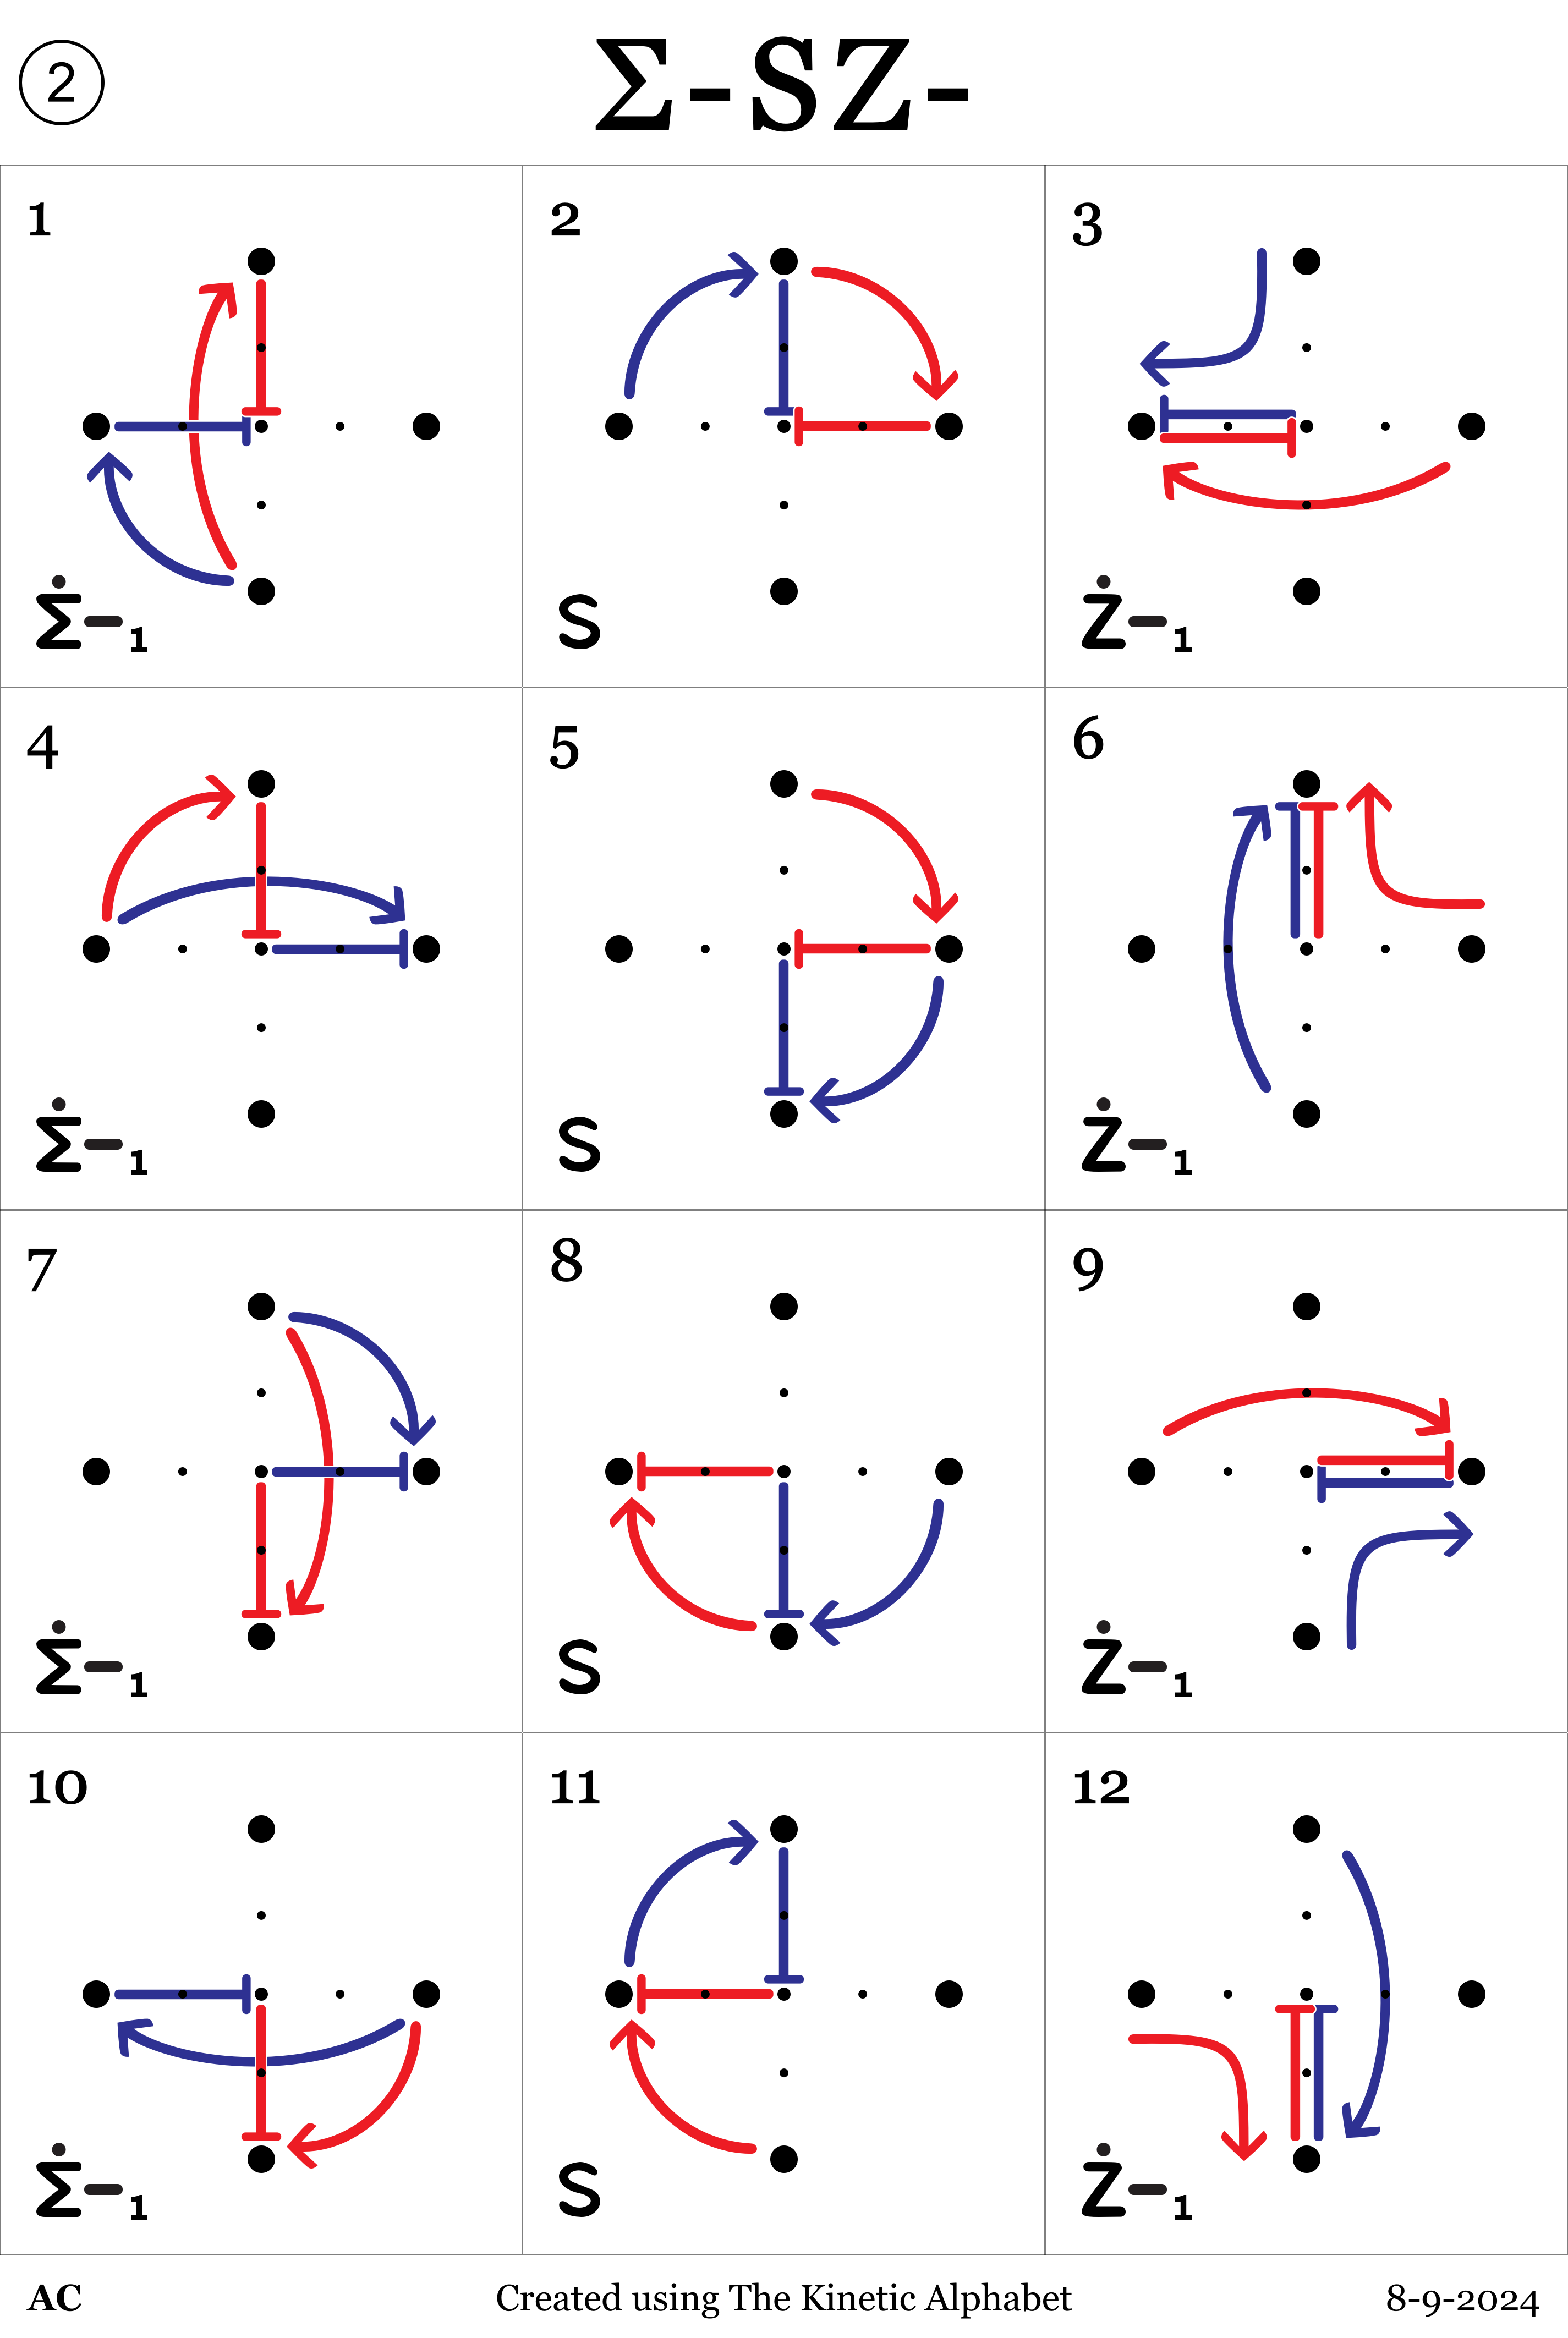 2
Σ-SZ-
1
2
3
Σ̇-₁
S
Ż-₁
4
5
6
Σ̇-₁
S
Ż-₁
7
8
9
Σ̇-₁
S
Ż-₁
10
11
12
Σ̇-₁
S
Ż-₁
AC
Created using The Kinetic Alphabet
8-9-2024